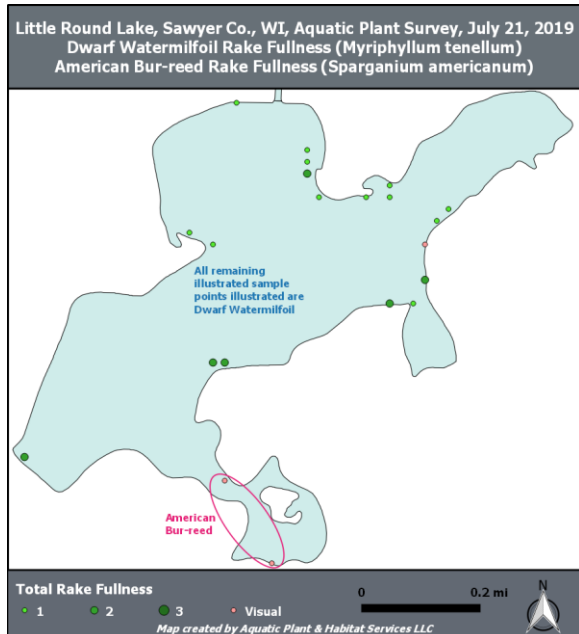 Little Round Lake, Sawyer Co., WI, Aquatic Plant Survey, July 21, 2019
Dwarf Watermilfoil Rake Fullness (Myriphyllum tenellum)
American Bur-reed Rake Fullness (Sparganium americanum)
All remaining
illustrated sample
points illustrated are
Dwarf Watermilfoil
American
Bur-reed
Total Rake Fullness
1 2 3 Visual
0 0.2 mi
N
Map created by Aquatic Plant & Habitat Services LLC